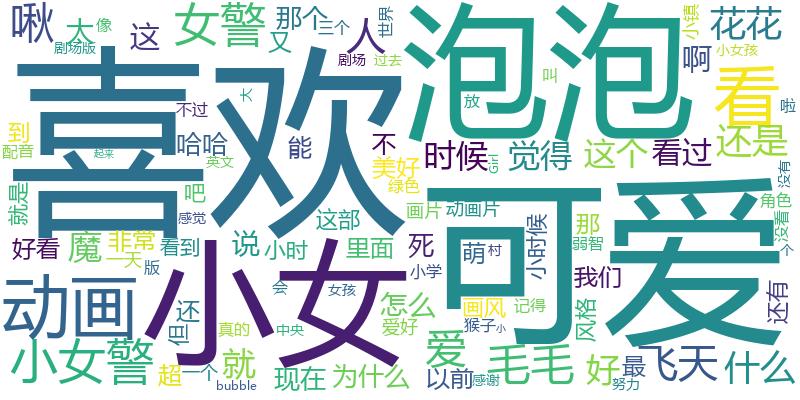 啾
大
像
这
女警
那个
三个
人
世界
小镇
花花
剧场版
又
剧场
过去
小女孩
喜欢
泡泡
看
啊
叫
啦
不过
大
放
到
配音
起来
哈哈
英文
能
不
美好
绿色
时候
Girl
觉得
这个
看过
还是
没有
就是
吧
感觉
这部
画片
动画片
小时候
那
弱智
角色
没看
可爱
好看
魔
非常
一天
版
看到
说
小时
里面
死
小学
萌
村
我们
个
还有
动画
小女
但
还
会
女孩
怎么
爱好
画风
猴子
记得
小
风格
真的
中央
小女警
超
一个
就
bubble
现在
为什么
爱
以前
感谢
毛毛
好
努力
最
飞天
什么